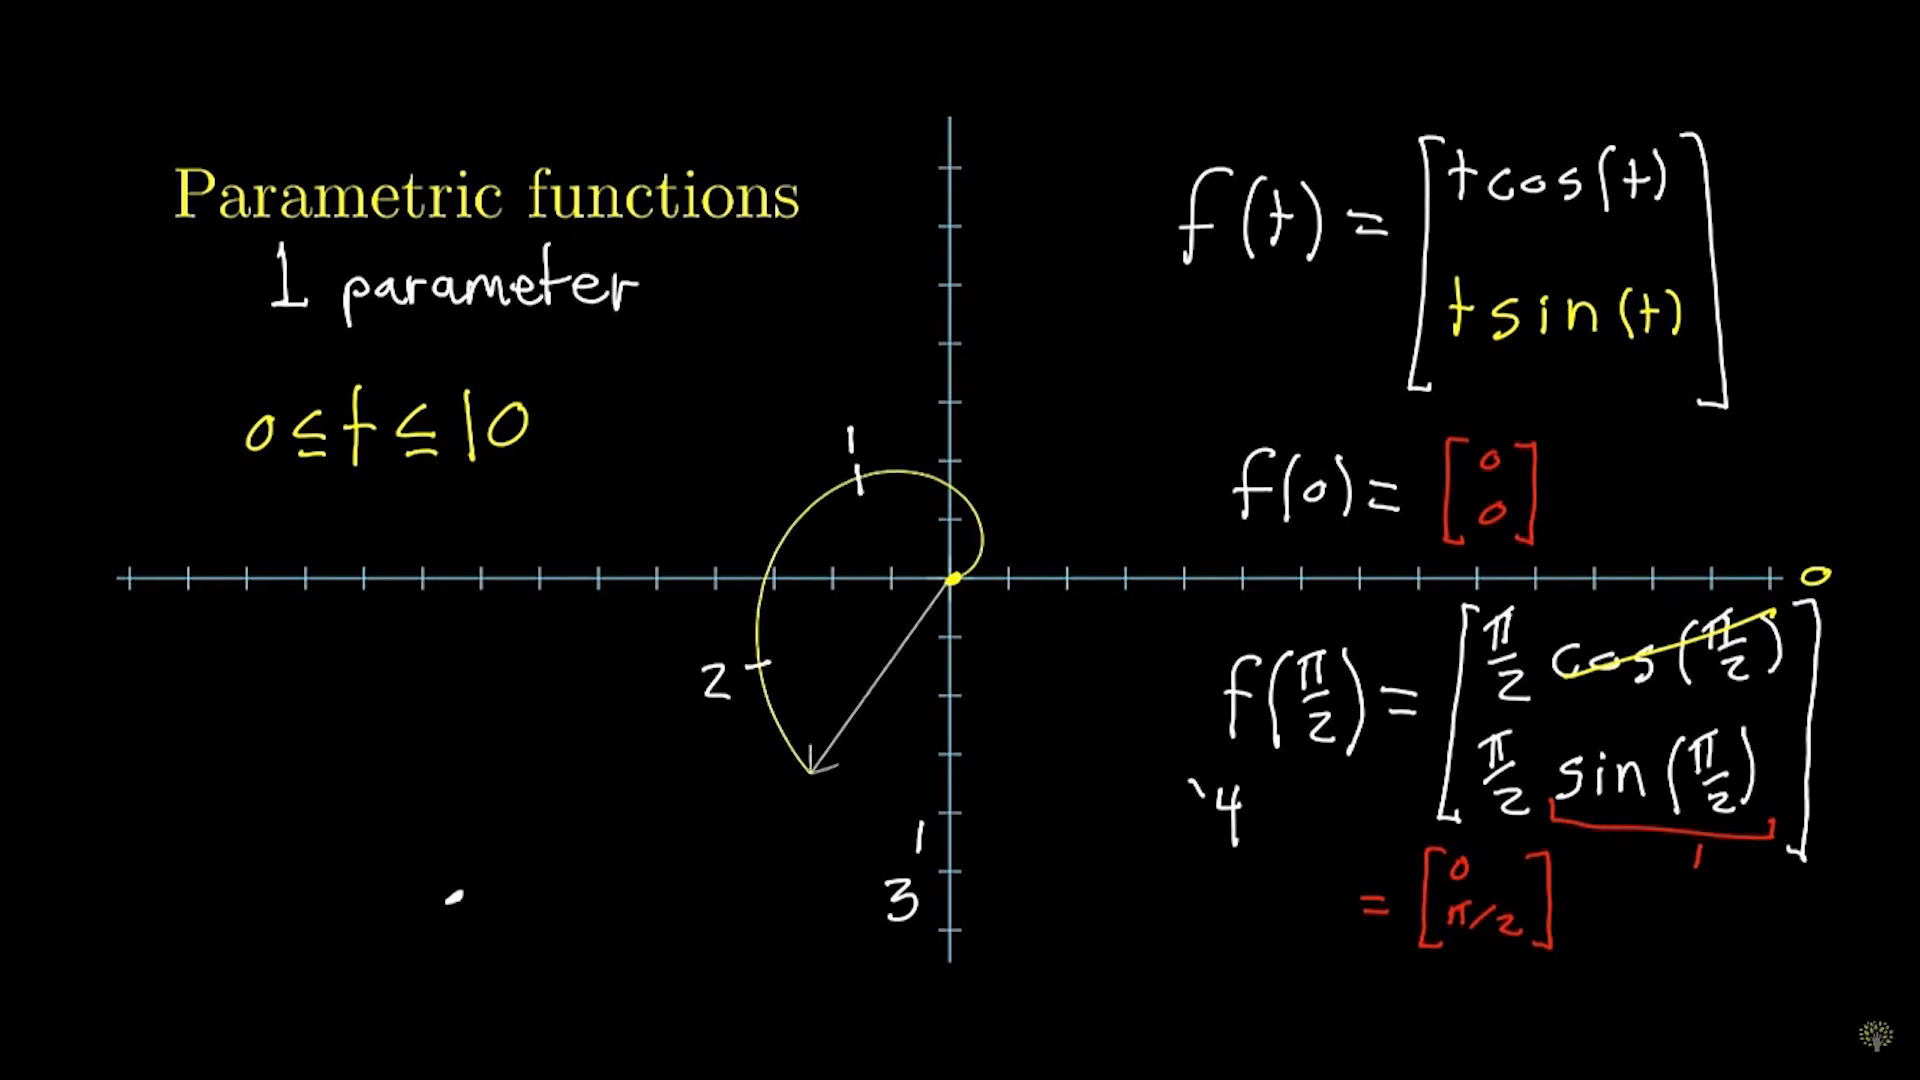 Parametric functions
1 parameter
0 ≤ t ≤ 10
f(t) = [t cos(t)
t sin(t)]
f(0) = [0
0]
0
f(π/2) = [π/2 cos(π/2)
π/2 sin(π/2)]
1
= [0
π/2]
1
2
3
4